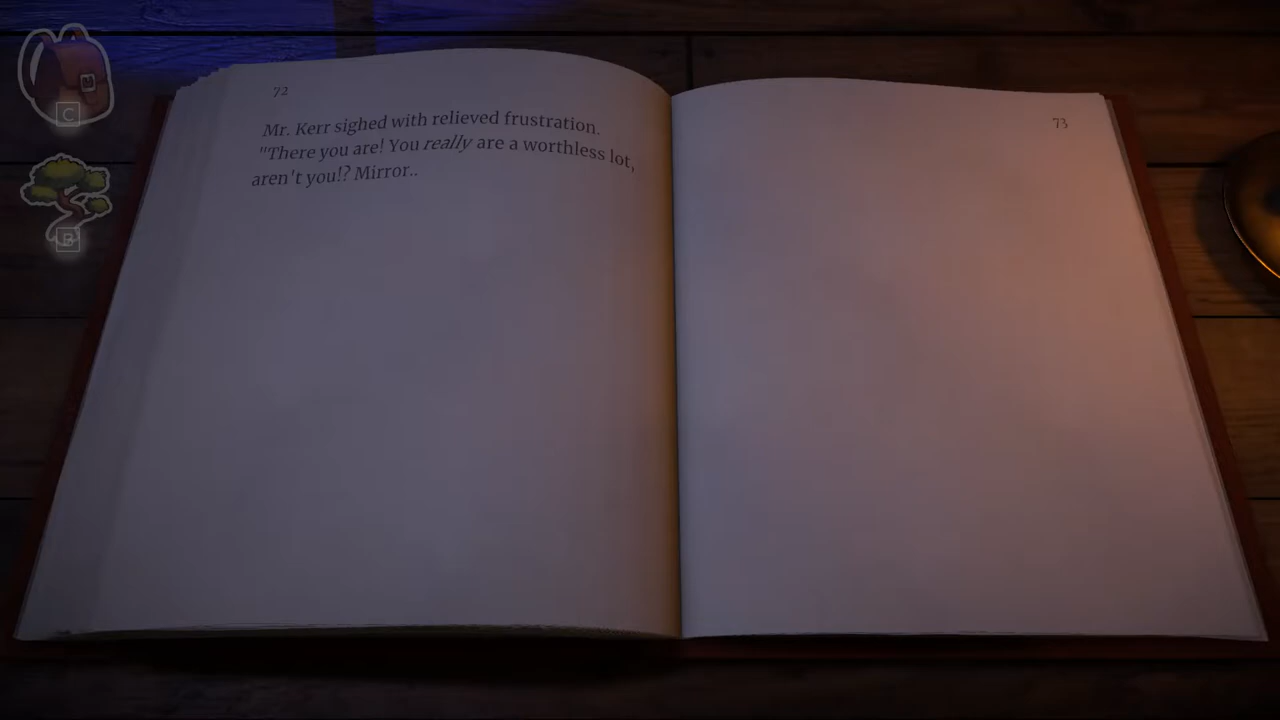 72
Mr. Kerr sighed with relieved frustration.
"There you are! You really are a worthless lot,
aren't you!? Mirror..
73
C
B